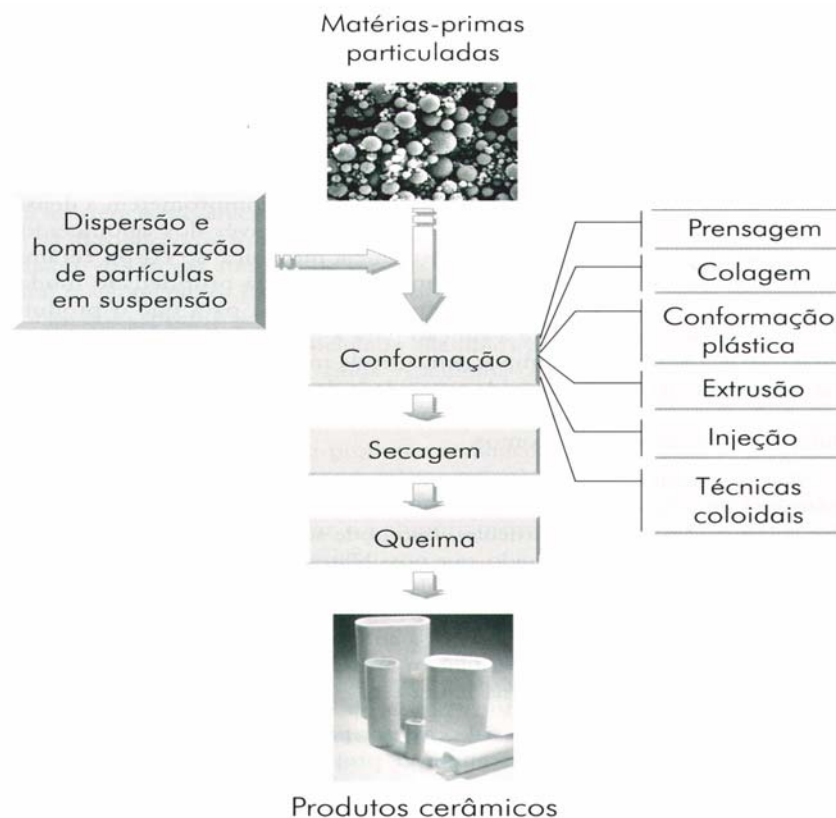 Matérias-primas
particuladas
Dispersão e
homogeneização
de partículas
em suspensão
Conformação
Prensagem
Colagem
Conformação
plástica
Extrusão
Injeção
Técnicas
coloidais
Secagem
Queima
Produtos cerâmicos